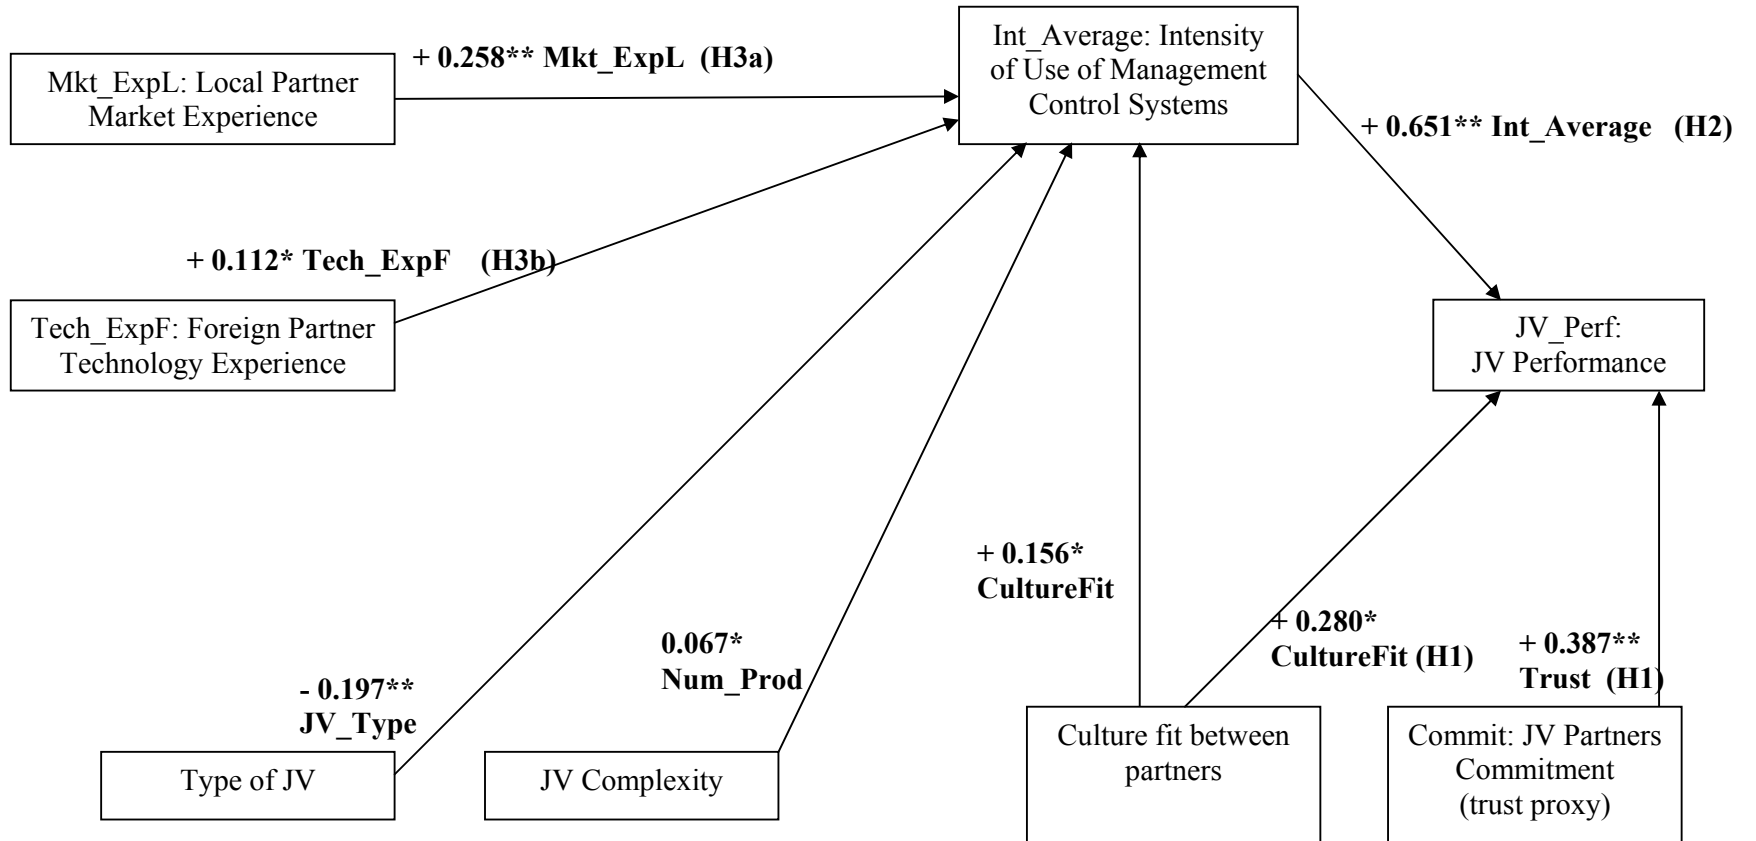 Mkt_ExpL: Local Partner
Market Experience
+ 0.258** Mkt_ExpL (H3a)
Int_Average: Intensity
of Use of Management
Control Systems
+ 0.651** Int_Average (H2)
+ 0.112* Tech_ExpF (H3b)
Tech_ExpF: Foreign Partner
Technology Experience
JV_Perf:
JV Performance
+ 0.156*
CultureFit
+ 0.280*
CultureFit (H1)
+ 0.387**
Trust (H1)
0.067*
Num_Prod
- 0.197**
JV_Type
Type of JV
JV Complexity
Culture fit between
partners
Commit: JV Partners
Commitment
(trust proxy)